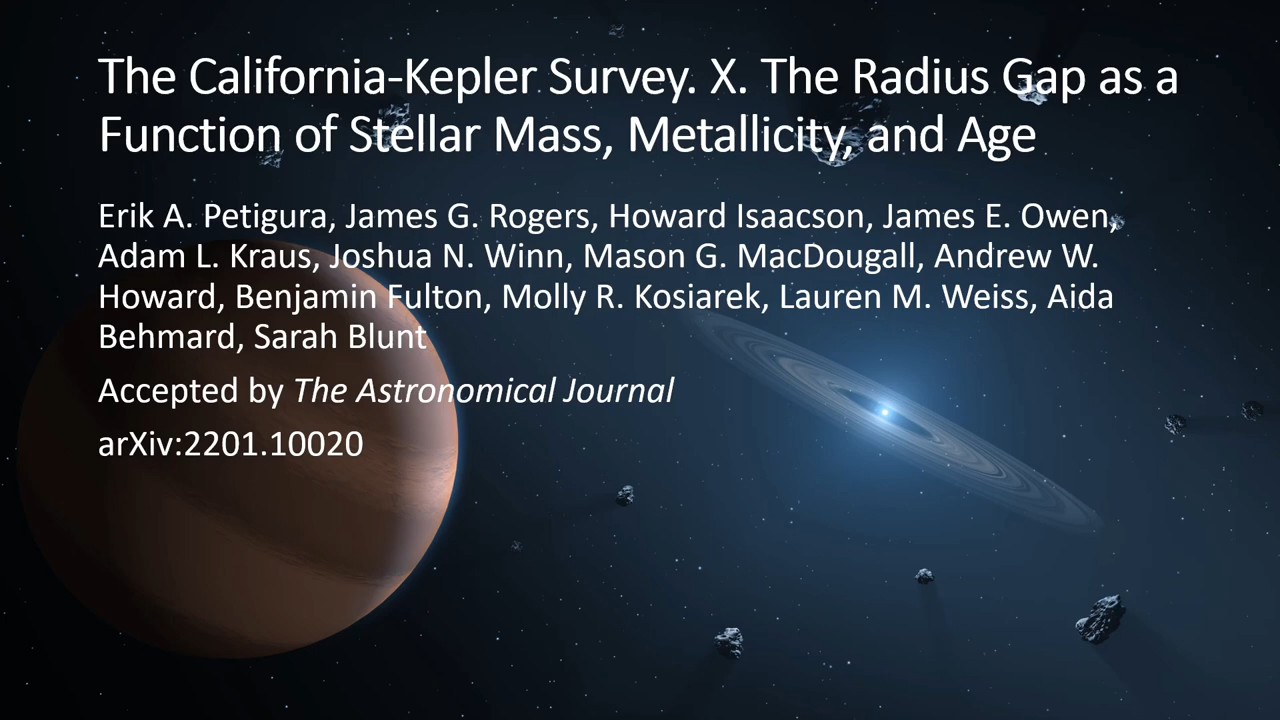 The California-Kepler Survey. X. The Radius Gap as a
Function of Stellar Mass, Metallicity, and Age
Erik A. Petigura, James G. Rogers, Howard Isaacson, James E. Owen,
Adam L. Kraus, Joshua N. Winn, Mason G. MacDougall, Andrew W.
Howard, Benjamin Fulton, Molly R. Kosiarek, Lauren M. Weiss, Aida
Behmard, Sarah Blunt
Accepted by The Astronomical Journal
arXiv:2201.10020